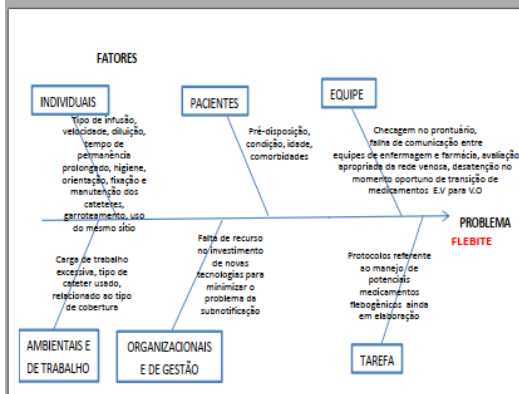 FATORES
INDIVIDUAIS
Tipo de infusão,
velocidade, diluição,
tempo de
permanência
prolongado, higiene,
orientação, fixação e
manutenção dos
cateteres,
garroteamento, uso
do mesmo sítio
PACIENTES
Pré-disposição,
condição, idade,
comorbidades
EQUIPE
Checagem no prontuário,
falha de comunicação entre
equipes de enfermagem e farmácia, avaliação
apropriada da rede venosa, desatenção no
momento oportuno de transição de
medicamentos E.V para V.O
PROBLEMA
FLEBITE
Carga de trabalho
excessiva, tipo de
cateter usado,
relacionado ao tipo
de cobertura
AMBIENTAIS E
DE TRABALHO
Falta de recurso
no investimento de
novas
tecnologias para
minimizar o
problema da
subnotificação
ORGANIZACIONAIS
E DE GESTÃO
Protocolos referente
ao manejo de
potenciais
medicamentos
flebogênicos ainda
em elaboração
TAREFA